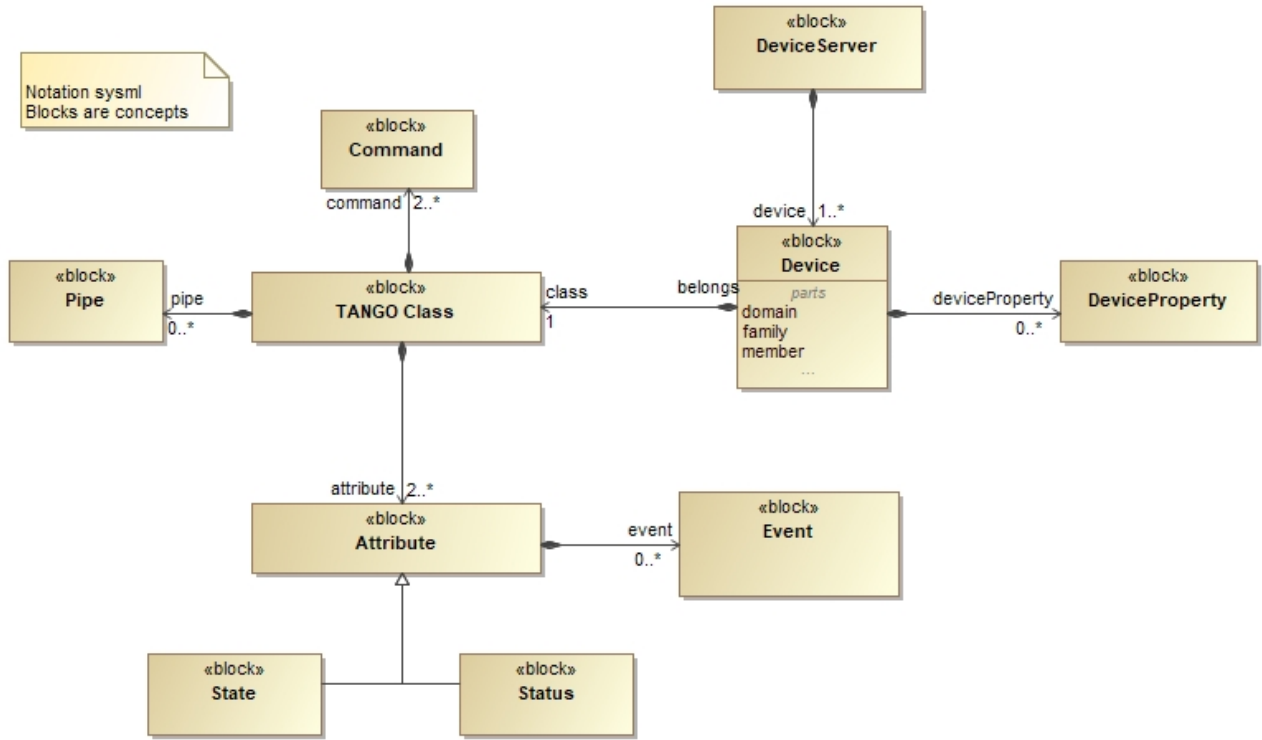 «block»
DeviceServer
Notation sysml
Blocks are concepts
«block»
Command
command 2..*
device 1..*
«block»
Pipe
pipe
0..*
«block»
TANGO Class
class
1
belongs
«block»
Device
parts
domain
family
member
...
deviceProperty
0..*
«block»
DeviceProperty
attribute 2..*
«block»
Attribute
event
0..*
«block»
Event
«block»
State
«block»
Status